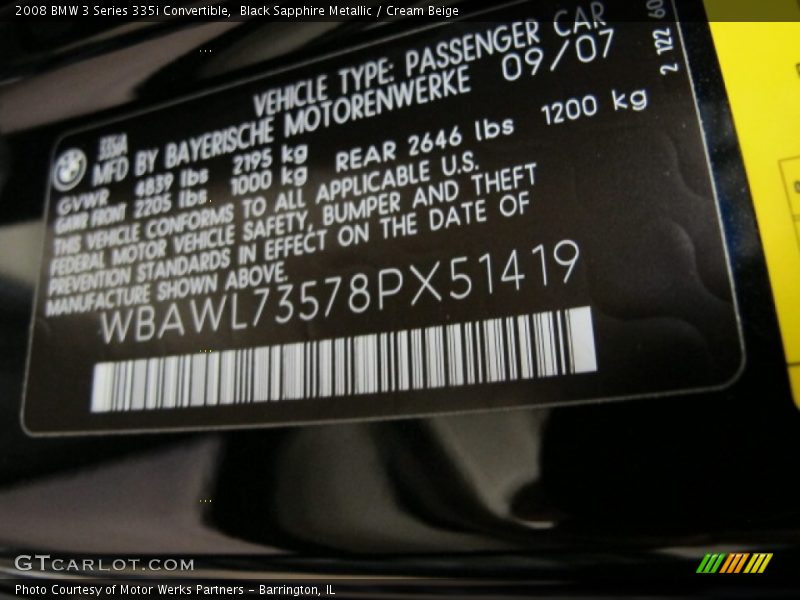 2008 BMW 3 Series 335i Convertible, Black Sapphire Metallic / Cream Beige
VEHICLE TYPE: PASSENGER CAR
MFD BY BAYERISCHE MOTORENWERKE 09/07
GVWR 4839 lbs 2195 kg
GAWR FRONT 2205 lbs 1000 kg REAR 2646 lbs 1200 kg
THIS VEHICLE CONFORMS TO ALL APPLICABLE U.S.
FEDERAL MOTOR VEHICLE SAFETY, BUMPER AND THEFT
PREVENTION STANDARDS IN EFFECT ON THE DATE OF
MANUFACTURE SHOWN ABOVE.
WBAWL73578PX51419
2 122 60
GTCARLOT.COM
Photo Courtesy of Motor Werks Partners - Barrington, IL